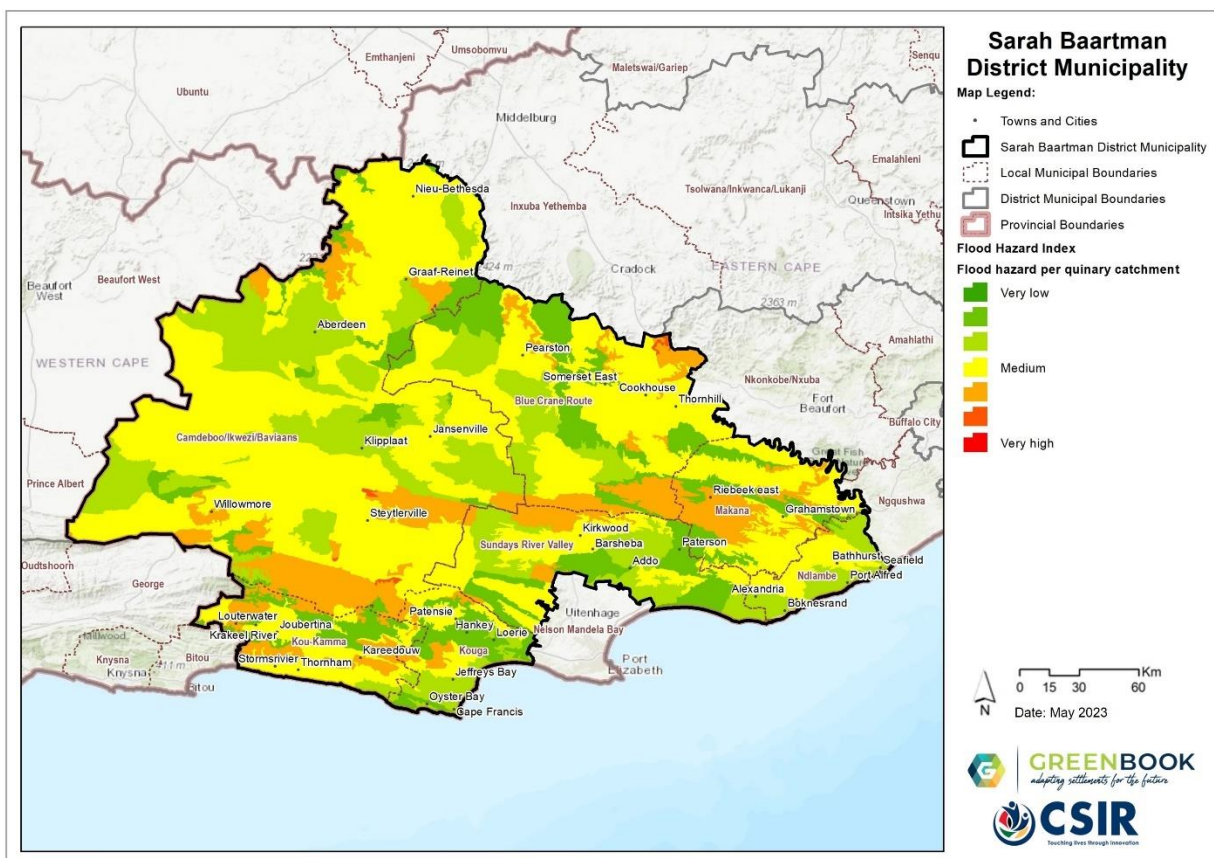 Sarah Baartman
District Municipality
Map Legend:
Towns and Cities
Sarah Baartman District Municipality
Local Municipal Boundaries
District Municipal Boundaries
Provincial Boundaries
Flood Hazard Index
Flood hazard per quinary catchment
Very low
Medium
Very high
Km
0 15 30 60
N
Date: May 2023
G
GREENBOOK
adapting settlements for the future
CSIR
Touching lives through innovation
Emthanjeni
Umsobomvu
Maletswai/Gariep
Senqu
Ubuntu
Middelburg
Emalahleni
Tsolwana/Inkwanca/Lukanji
Queenstown
Intsika Yethu
Nieu-Bethesda
Inxuba Yethemba
Beaufort West
Beaufort
West
Graaf-Reinet
Cradock
EASTERN CAPE
2363 m
Aberdeen
Pearston
Amahlathi
WESTERN CAPE
Somerset East
Cookhouse
Nkonkobe/Nxuba
Blue Crane Route
Thornhill
Fort
Beaufort
Buffalo City
Camdeboo/Ikwezi/Baviaans
Jansenville
Klipplaat
Prince Albert
Riebeek east
Ngqushwa
Willowmore
Steytlerville
Makana
Grahamstown
Kirkwood
Sundays River Valley
Barsheba
Paterson
Addo
Bathhurst
Seafield
Oudtshoorn
George
Ndlambe
Port Alfred
Alexandria
Boknesrand
Uitenhage
Patensie
Louterwater
Joubertina
Hankey
Loerie
Nelson Mandela Bay
Krakeel River
Kou-Kamma
Kareedouw
Kouga
Port
Elizabeth
Knysna
Bitou
Knysna
Stormsrivier
Thornham
Jeffreys Bay
Bitou
Oyster Bay
Cape Francis